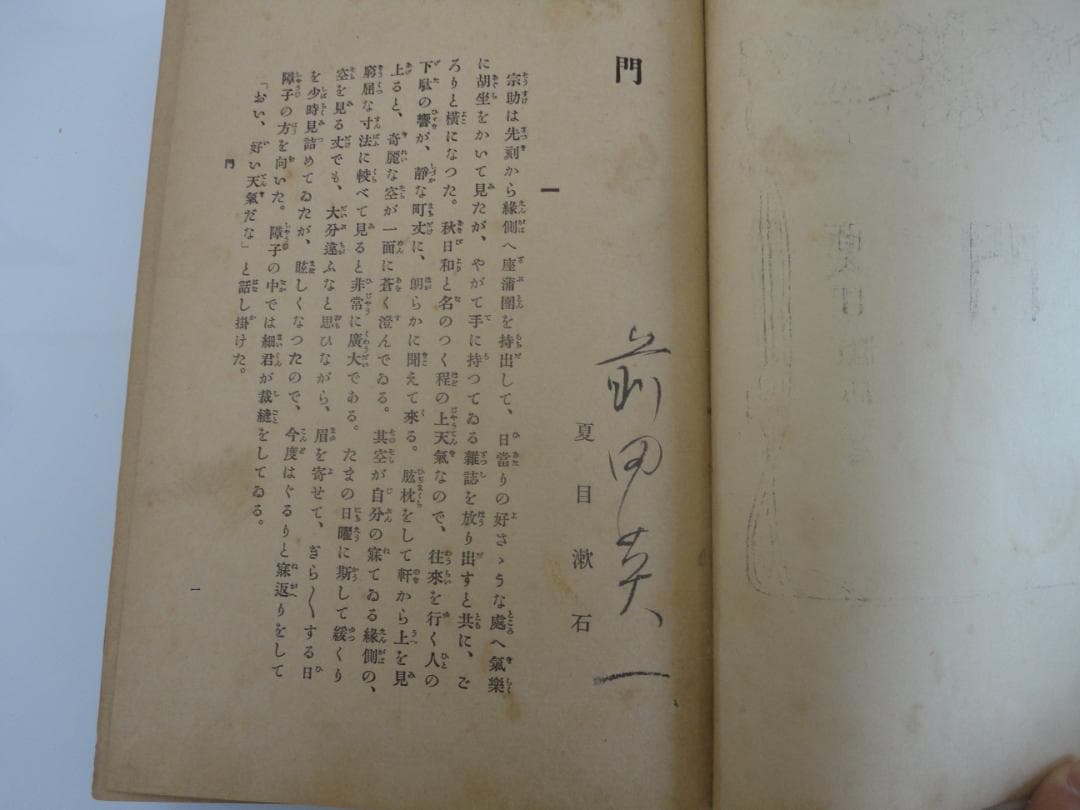 門
夏目漱石
前田英一
一
宗助は先刻から緣側へ座蒲團を持出して、日當りの好さゝうな處へ氣樂
に胡坐をかいて見たが、やがて手に持つてゐる雜誌を放り出すと共に、ご
ろりと橫になつた。秋日和と名のつく程の上天氣なので、往來を行く人の
下駄の響が、靜な町丈に、朗らかに聞えて來る。肱枕をして軒から上を見
上ると、奇麗な空が一面に蒼く澄んでゐる。其空が自分の寐てゐる緣側の、
窮屈な寸法に較べて見ると非常に廣大である。たまの日曜に斯して緩くり
空を見る丈でも、大分違ふなと思ひながら、眉を寄せて、ぎら〳〵する日
を少時見詰めてゐたが、眩しくなつたので、今度はぐるりと寐返りをして
障子の方を向いた。障子の中では細君が裁縫をしてゐる。
「おい、好い天氣だな」と話し掛けた。
門
一